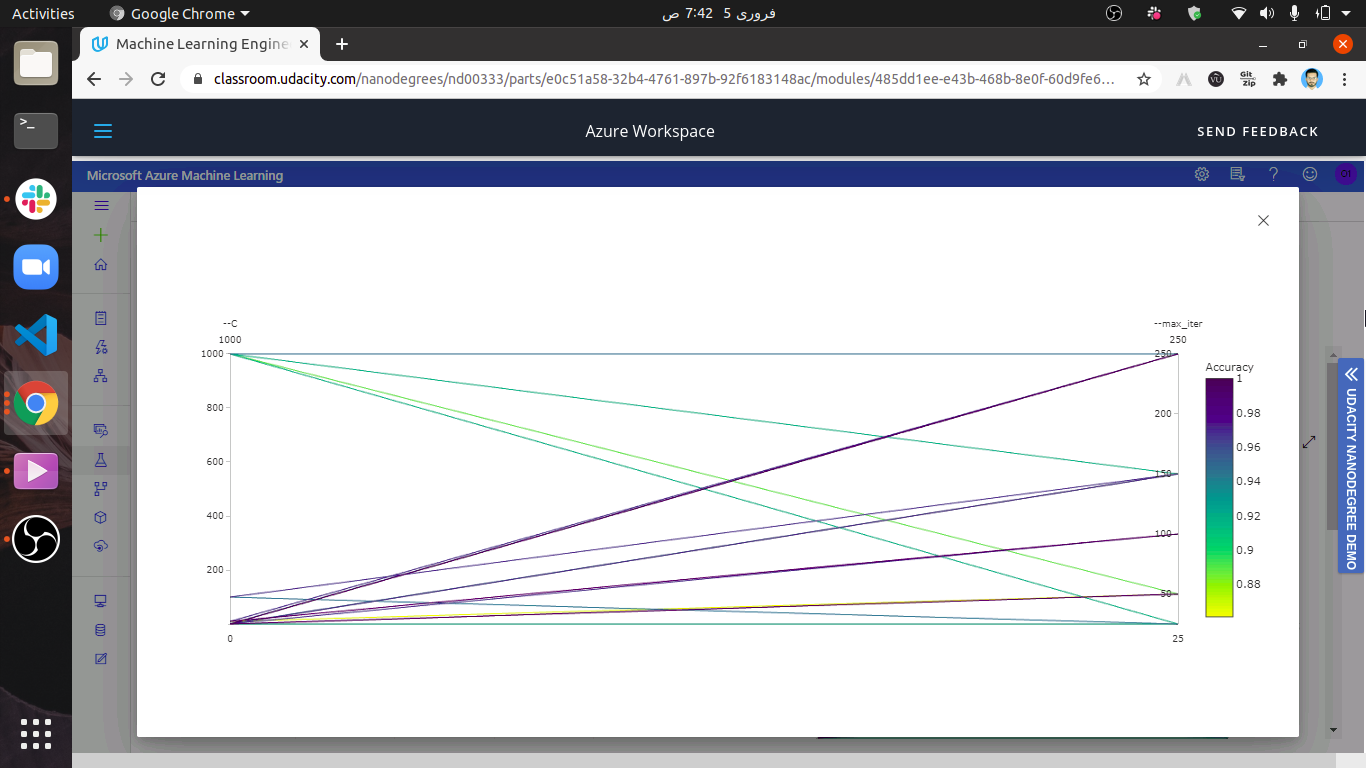 Activities
Google Chrome
فروری 5  7:42 ص
Machine Learning Engine
classroom.udacity.com/nanodegrees/nd00333/parts/e0c51a58-32b4-4761-897b-92f6183148ac/modules/485dd1ee-e43b-468b-8e0f-60d9fe6...
Git
Zip
VU
Azure Workspace
SEND FEEDBACK
Microsoft Azure Machine Learning
--C
1000
1000
800
600
400
200
0
--max_iter
250
250
200
150
100
50
25
Accuracy
1
0.98
0.96
0.94
0.92
0.9
0.88
UDACITY NANODEGREE DEMO